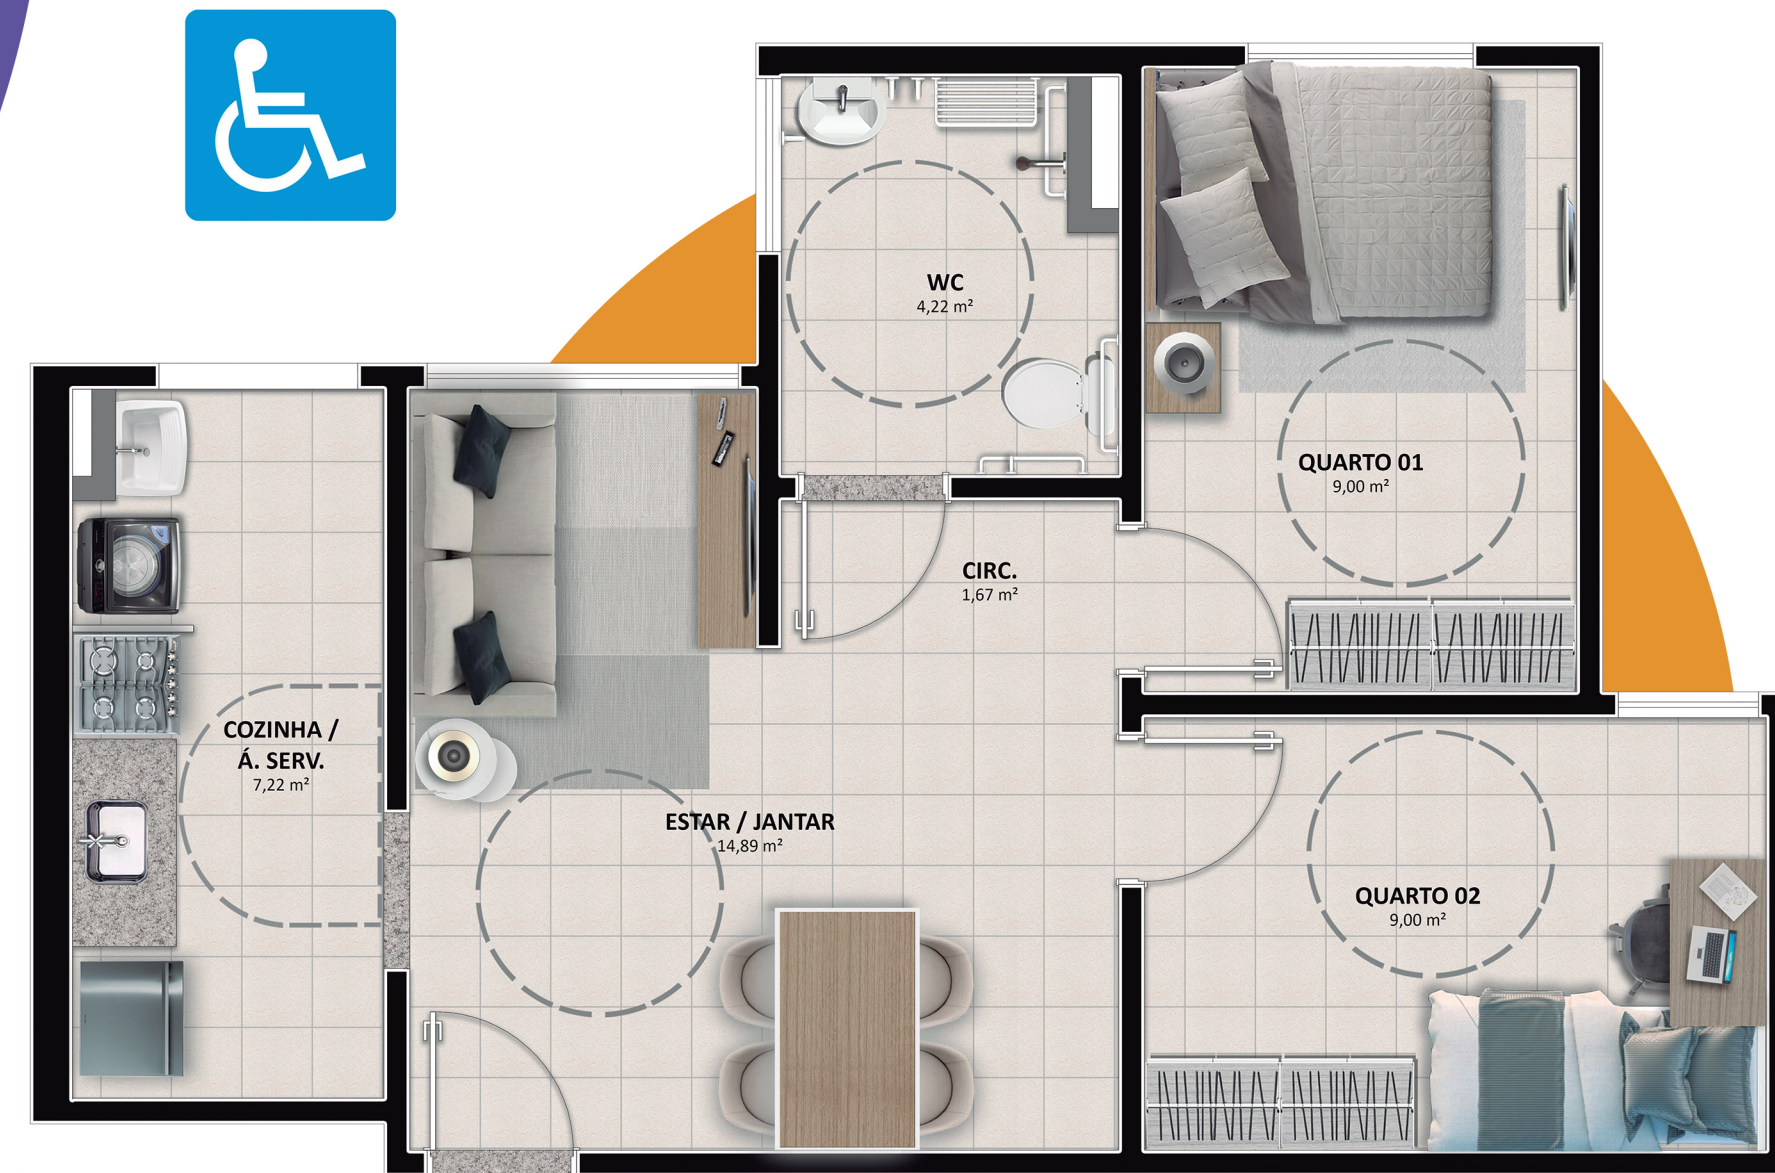 WC
4,22 m²
QUARTO 01
9,00 m²
CIRC.
1,67 m²
COZINHA /
Á. SERV.
7,22 m²
ESTAR / JANTAR
14,89 m²
QUARTO 02
9,00 m²